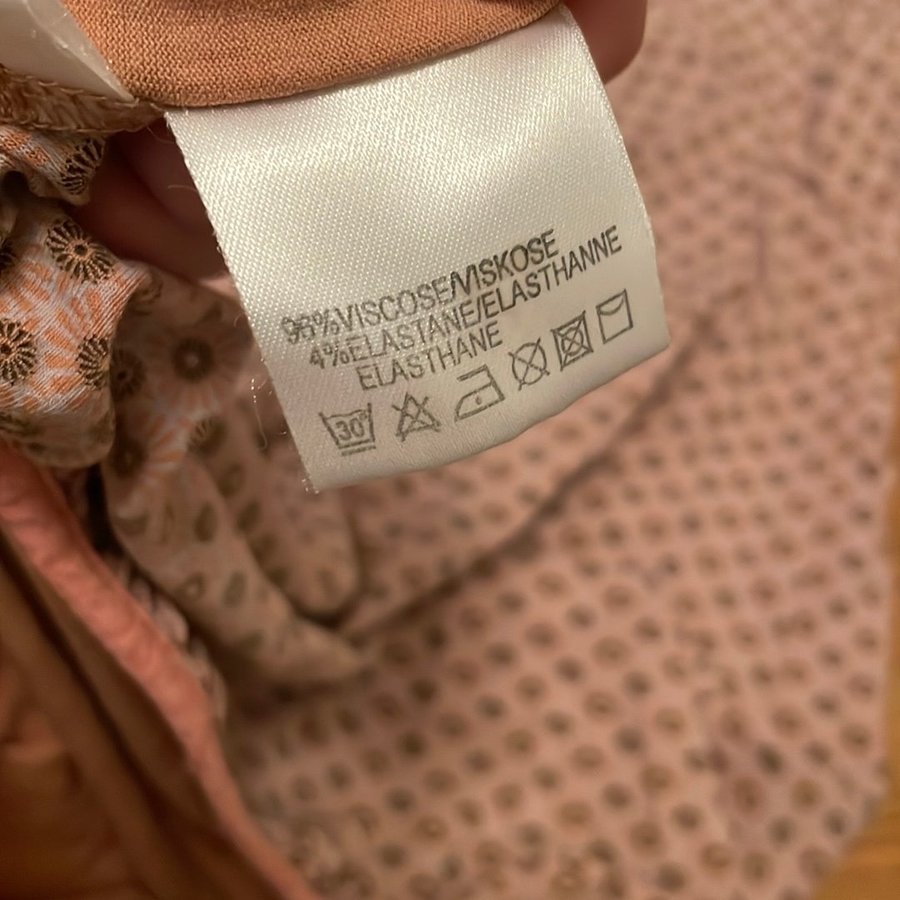 96%VISCOSE/VISKOSE
4%ELASTANE/ELASTHANNE
ELASTHANE
30°